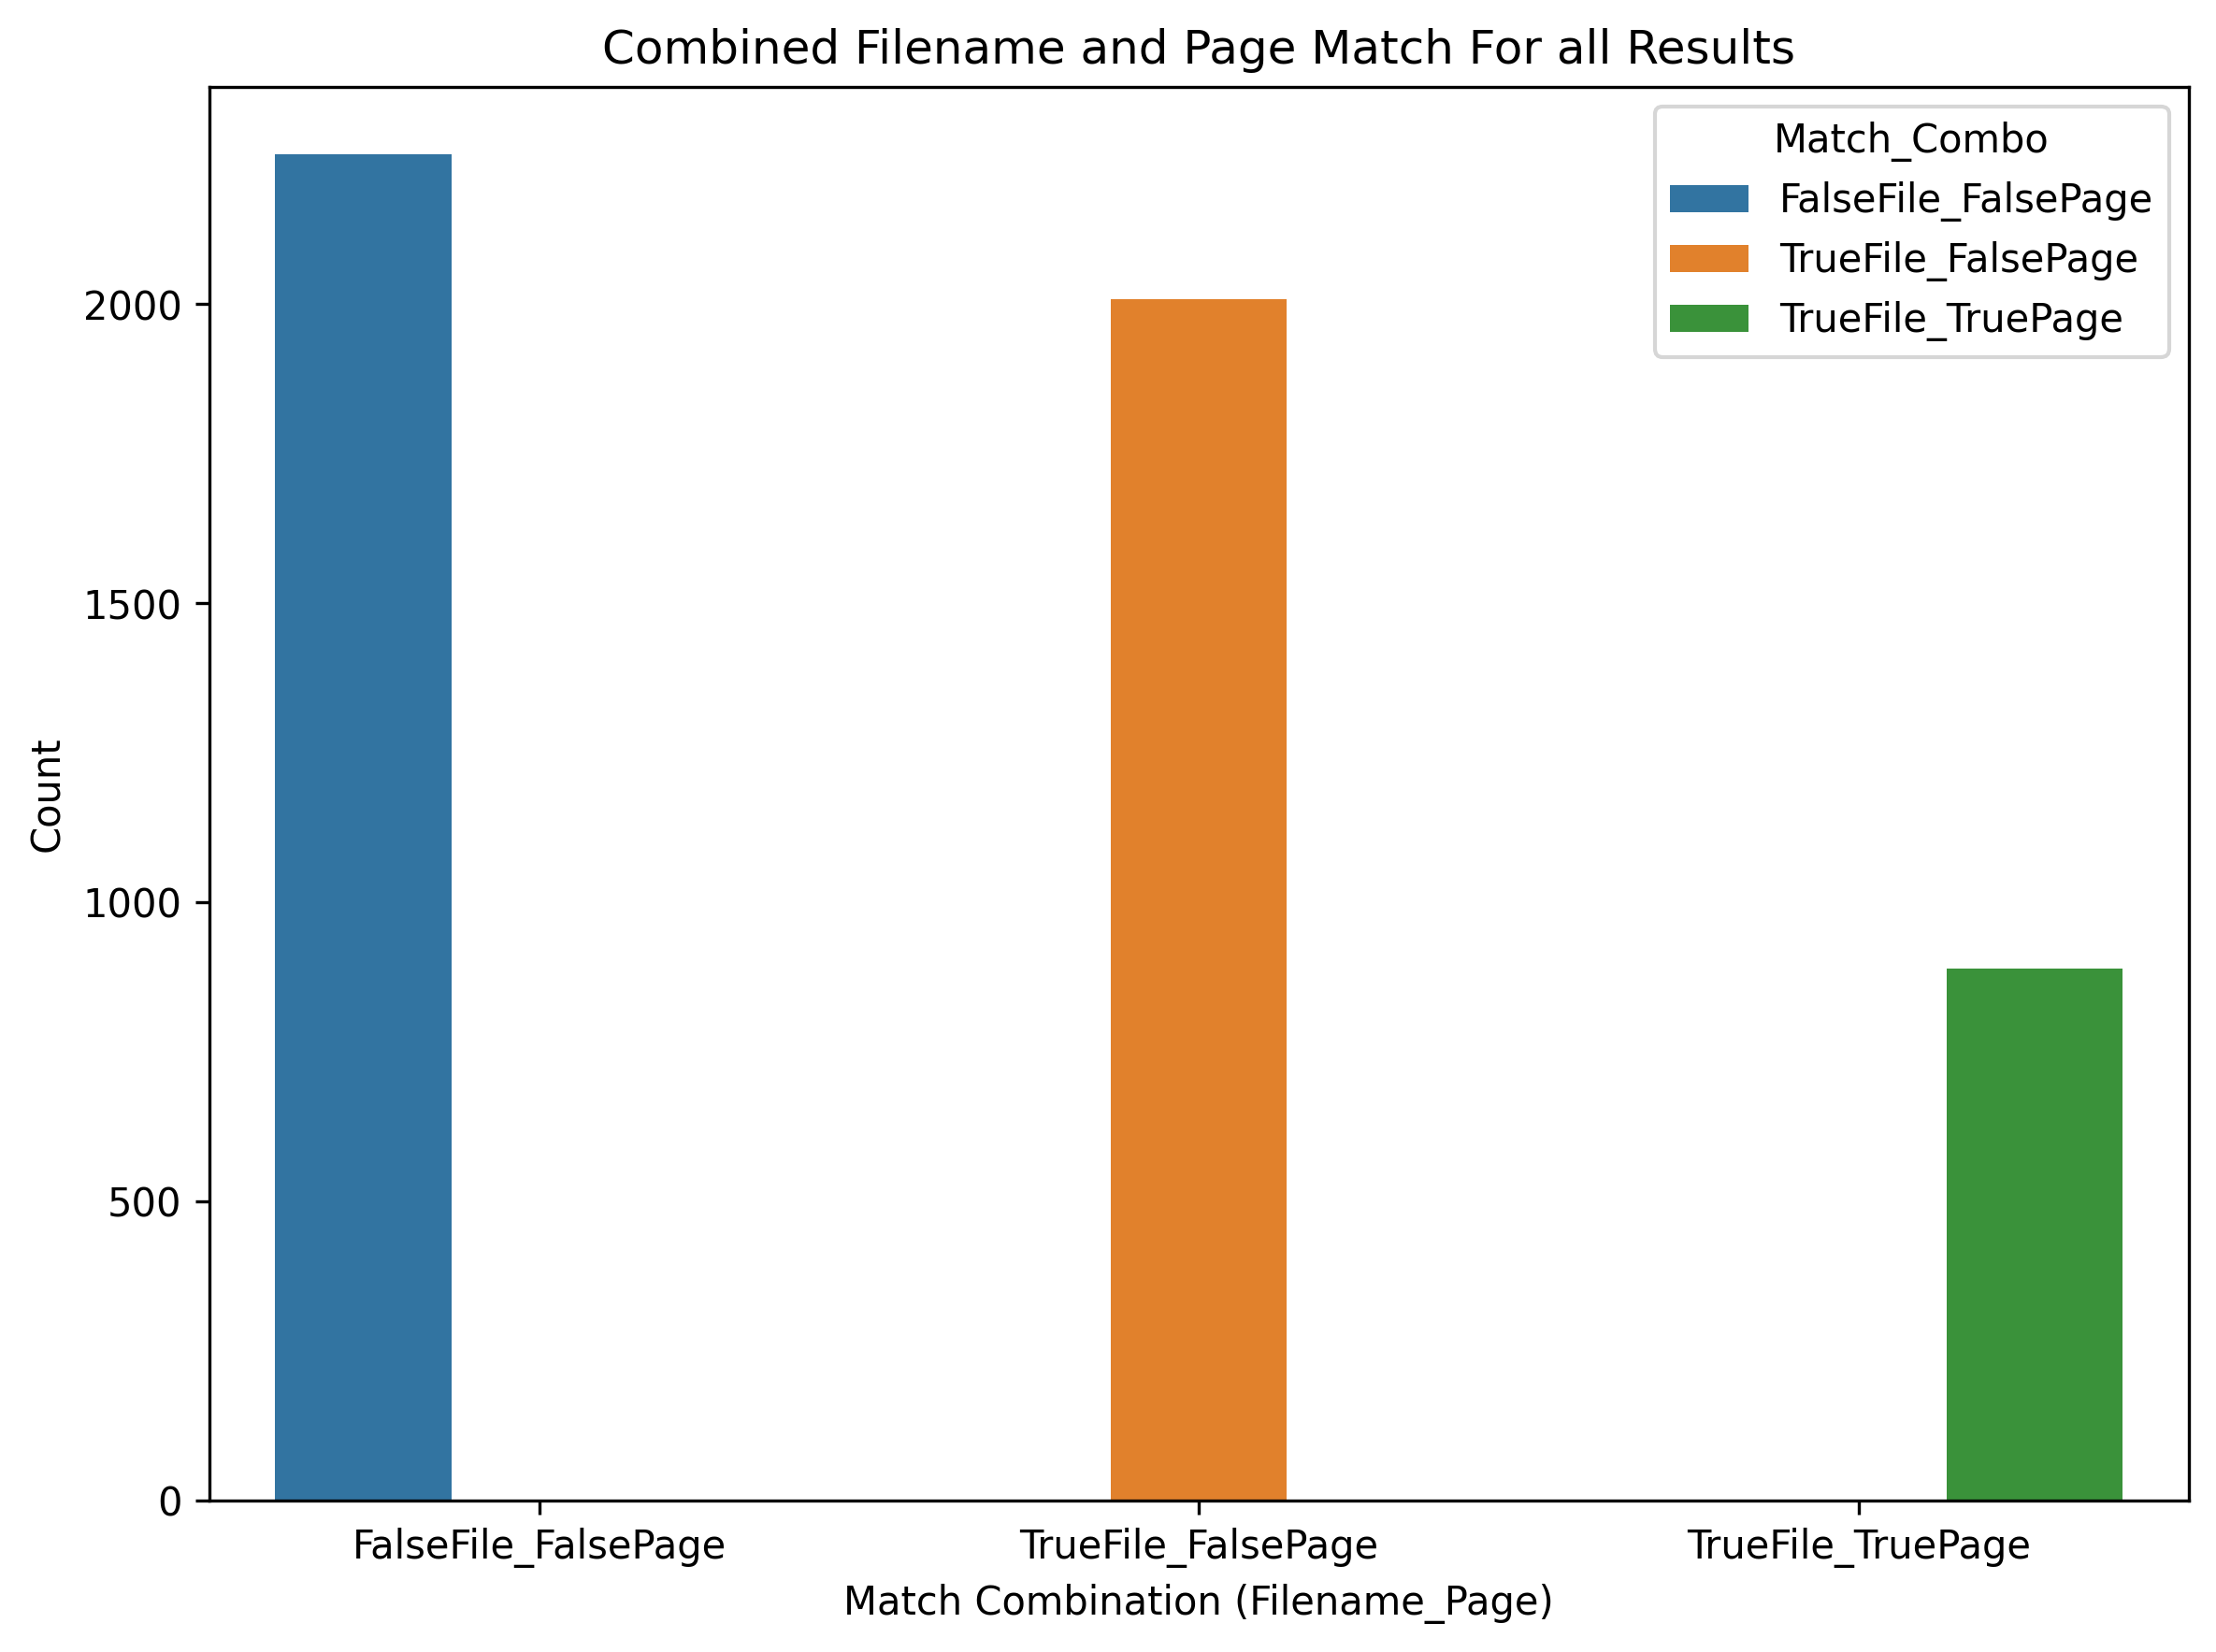 Combined Filename and Page Match For all Results
Match_Combo
FalseFile_FalsePage
TrueFile_FalsePage
TrueFile_TruePage
Count
2000
1500
1000
500
0
FalseFile_FalsePage TrueFile_FalsePage TrueFile_TruePage
Match Combination (Filename_Page)